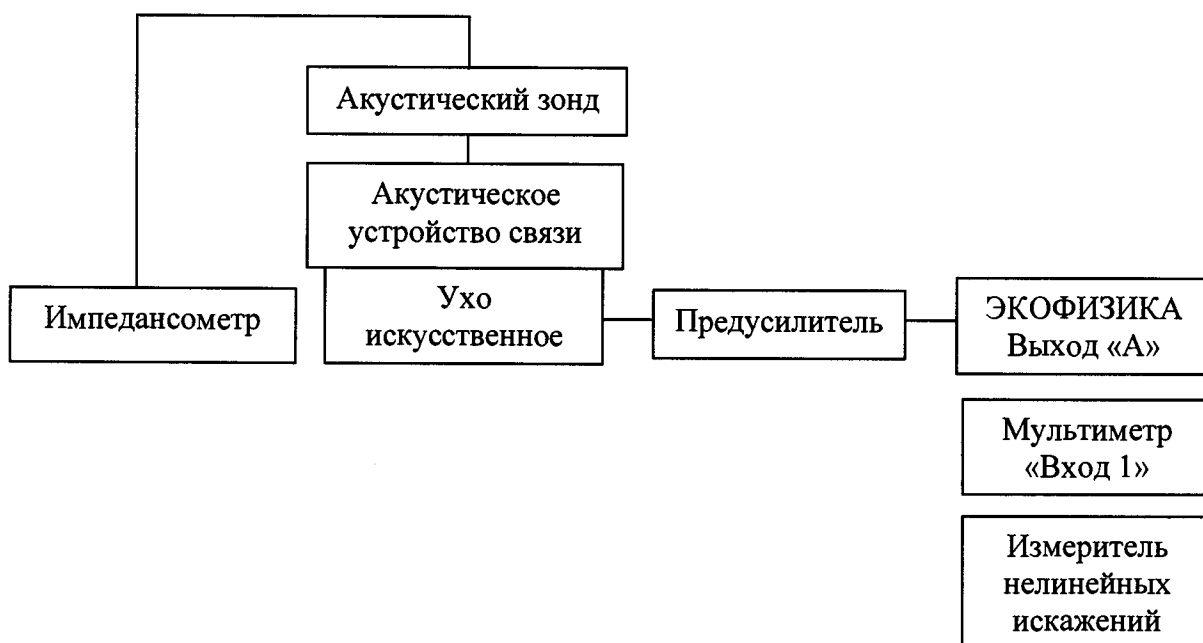 Акустический зонд
Акустическое
устройство связи
Импедансометр
Ухо
искусственное
Предусилитель
ЭКОФИЗИКА
Выход «А»
Мультиметр
«Вход 1»
Измеритель
нелинейных
искажений